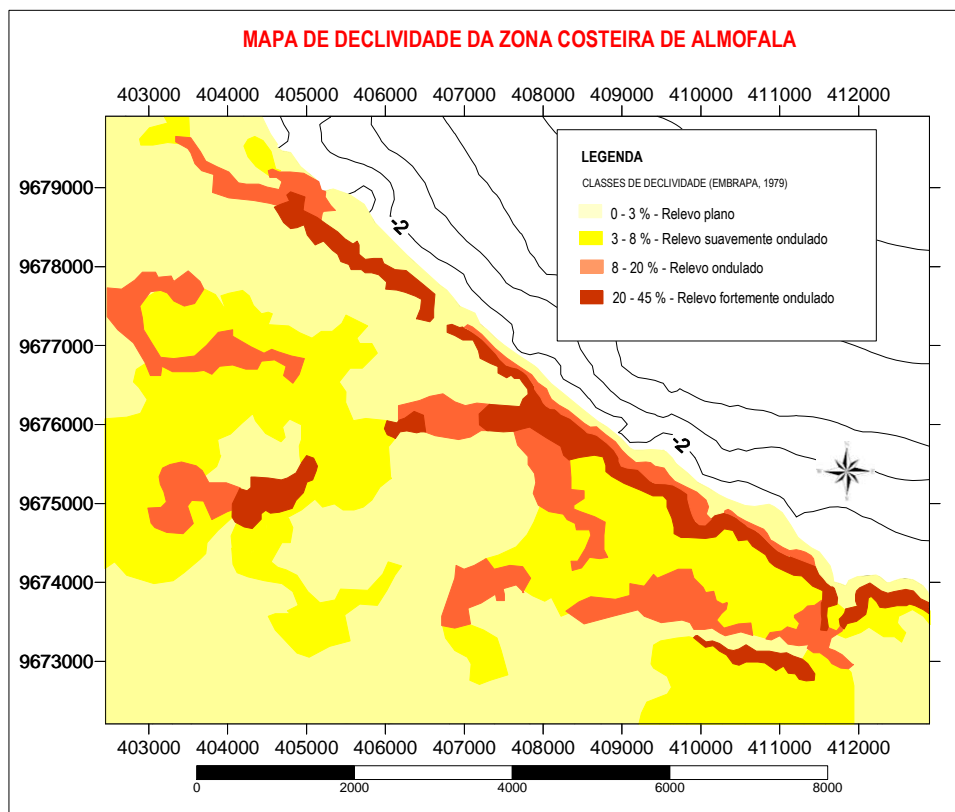 MAPA DE DECLIVIDADE DA ZONA COSTEIRA DE ALMOFALA
403000 404000 405000 406000 407000 408000 409000 410000 411000 412000
LEGENDA
CLASSES DE DECLIVIDADE (EMBRAPA, 1979)
0 - 3 % - Relevo plano
3 - 8 % - Relevo suavemente ondulado
8 - 20 % - Relevo ondulado
20 - 45 % - Relevo fortemente ondulado
9679000
9678000
9677000
9676000
9675000
9674000
9673000
-2
-2
403000 404000 405000 406000 407000 408000 409000 410000 411000 412000
0 2000 4000 6000 8000